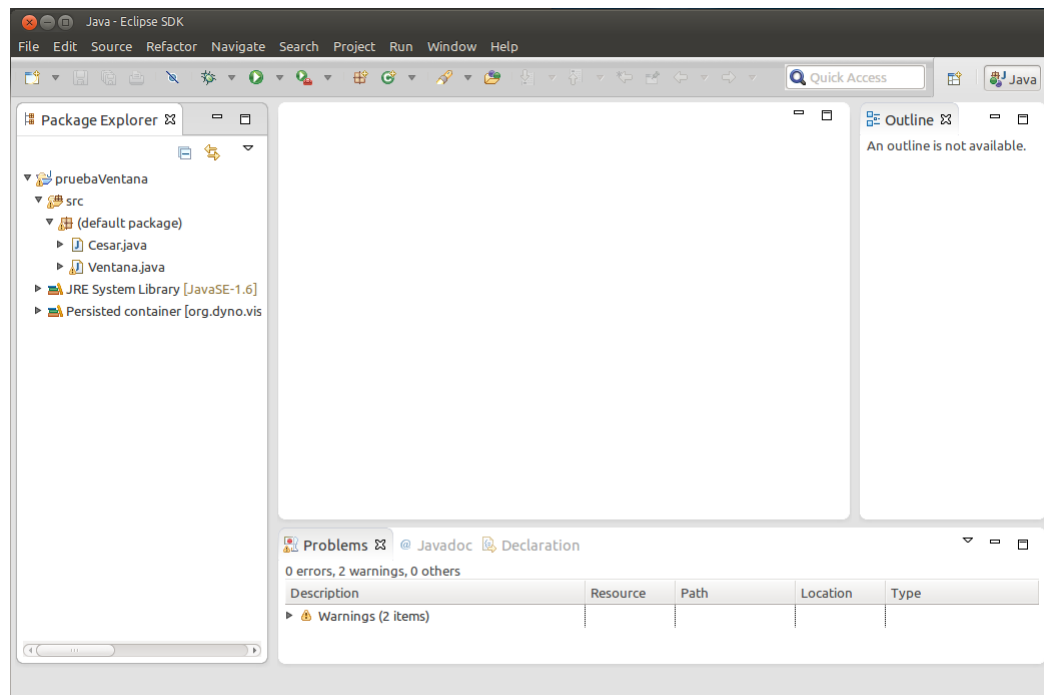 Java - Eclipse SDK
File Edit Source Refactor Navigate Search Project Run Window Help
Quick Access
Java
Package Explorer
pruebaVentana
src
(default package)
Cesar.java
Ventana.java
JRE System Library [JavaSE-1.6]
Persisted container [org.dyno.vis
Outline
An outline is not available.
Problems @ Javadoc Declaration
0 errors, 2 warnings, 0 others
Description Resource Path Location Type
Warnings (2 items)